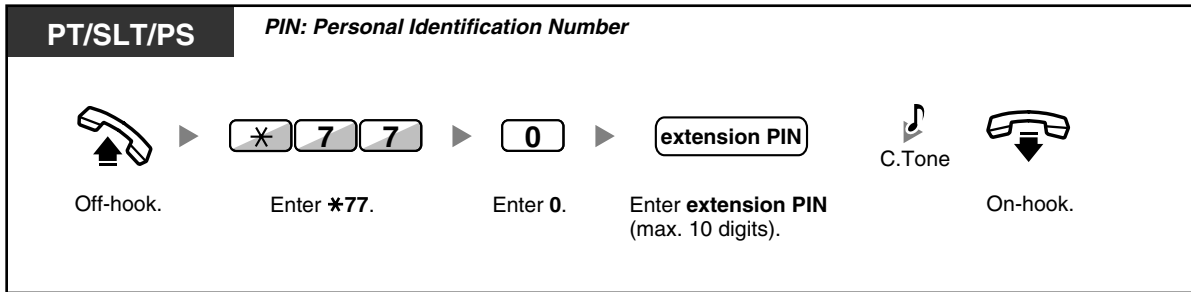 PT/SLT/PS
PIN: Personal Identification Number
* 7 7
0
extension PIN
C.Tone
Off-hook.
Enter *77.
Enter 0.
Enter extension PIN
(max. 10 digits).
On-hook.